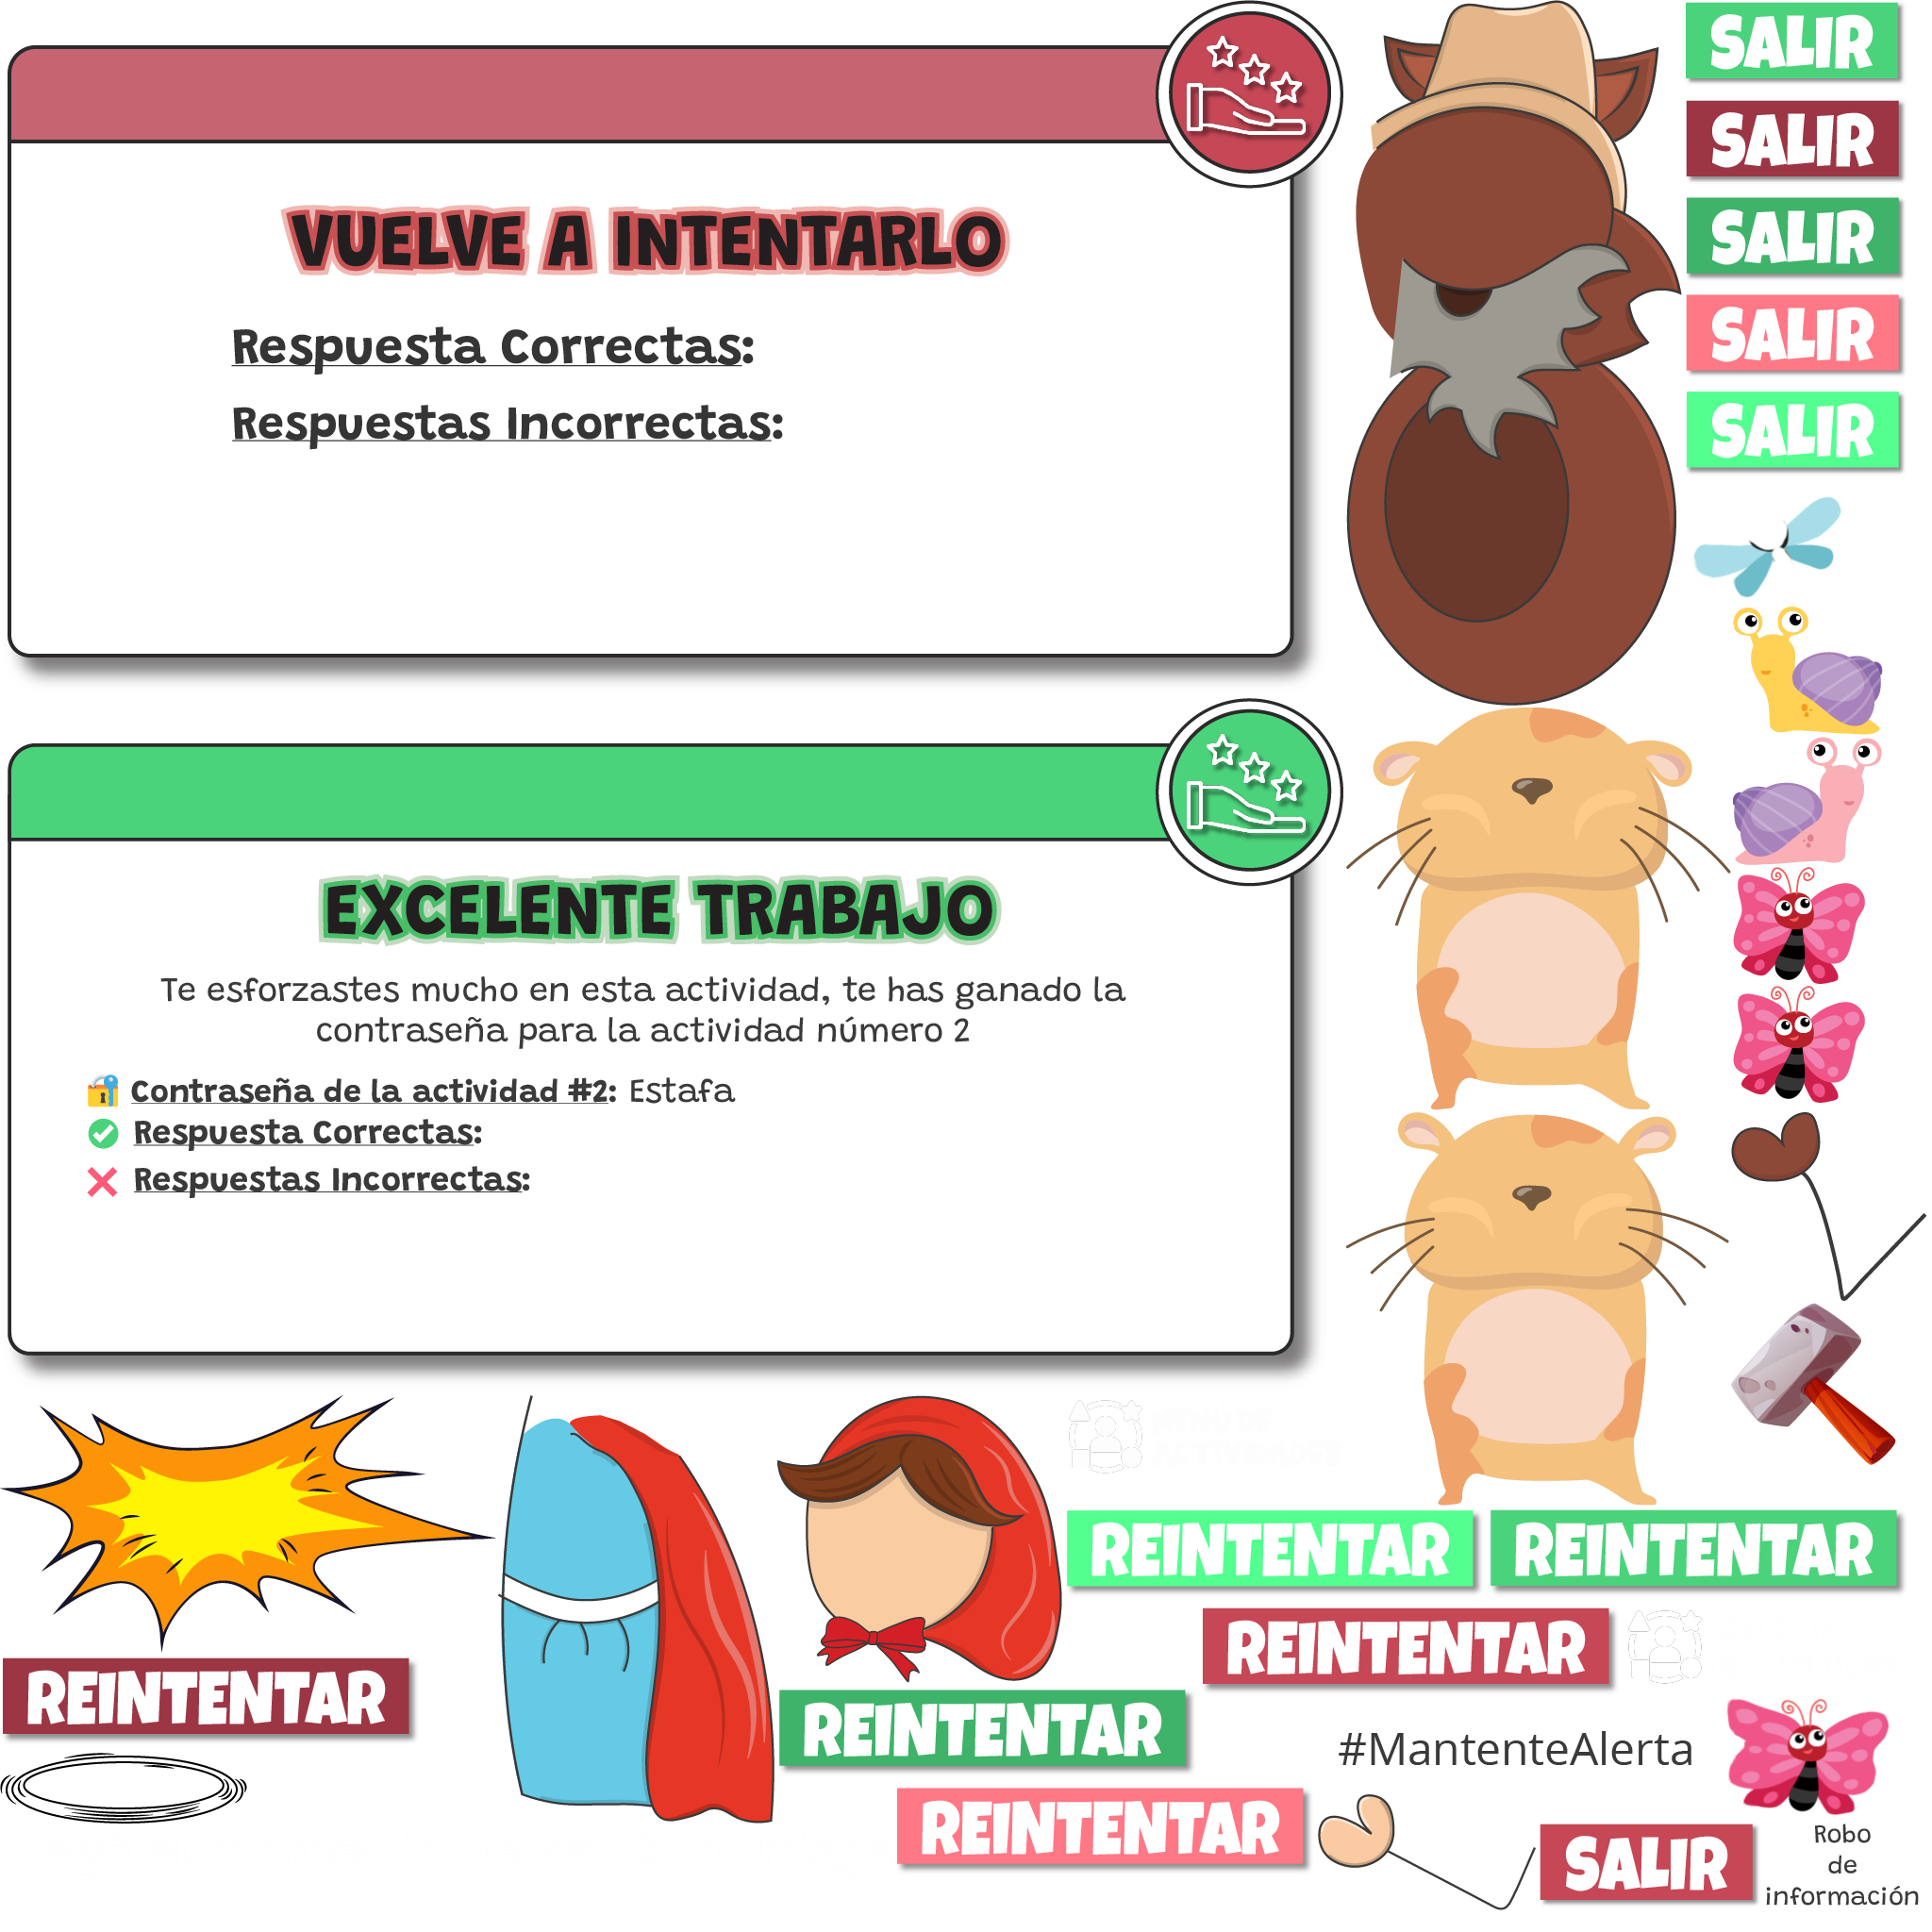 VUELVE A INTENTARLO
Respuesta Correctas:
Respuestas Incorrectas:
SALIR
SALIR
SALIR
SALIR
SALIR
EXCELENTE TRABAJO
Te esforzastes mucho en esta actividad, te has ganado la
contraseña para la actividad número 2
Contraseña de la actividad #2: Estafa
Respuesta Correctas:
Respuestas Incorrectas:
REINTENTAR
REINTENTAR
REINTENTAR
REINTENTAR
REINTENTAR
#MantenteAlerta
REINTENTAR
SALIR
Robo
de
información